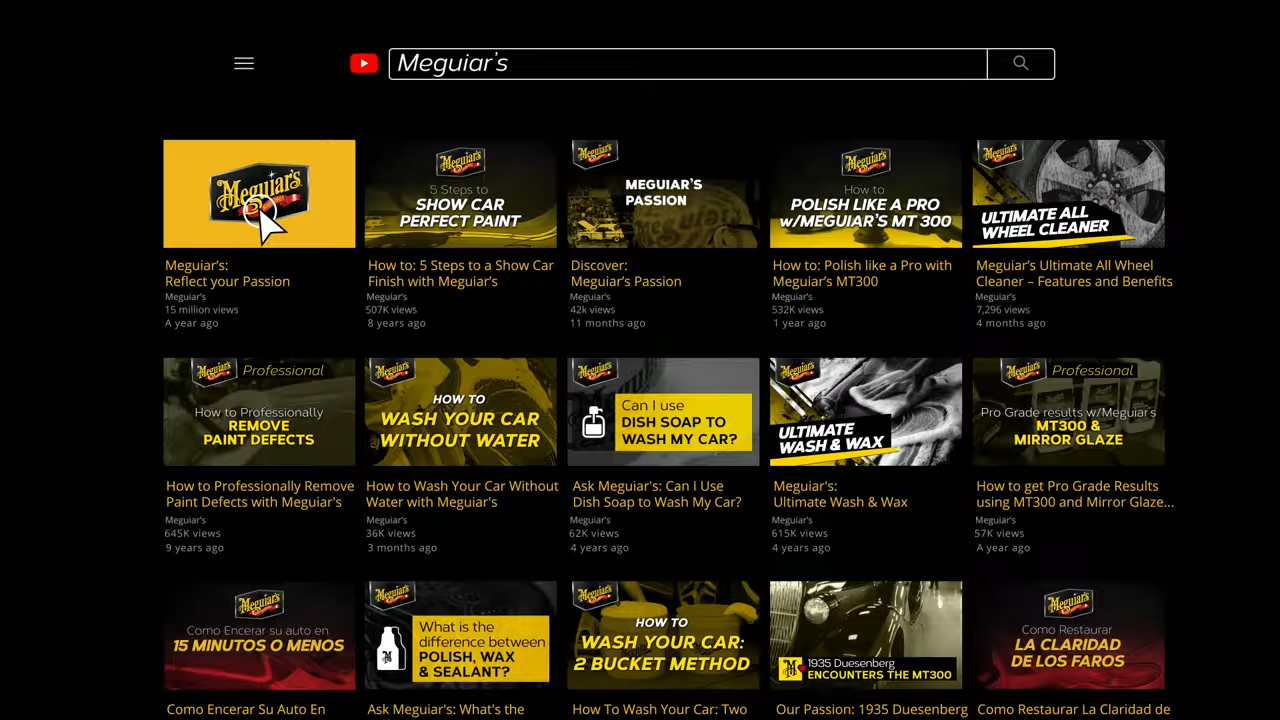 Meguiar's
Meguiar's
Meguiar's
5 Steps to
SHOW CAR
PERFECT PAINT
Meguiar's
MEGUIAR'S
PASSION
Meguiar's
How to
POLISH LIKE A PRO
w/MEGUIAR'S MT 300
Meguiar's
ULTIMATE ALL
WHEEL CLEANER
Meguiar's:
Reflect your Passion
Meguiar's
15 million views
A year ago
How to: 5 Steps to a Show Car
Finish with Meguiar's
Meguiar's
507K views
8 years ago
Discover:
Meguiar's Passion
Meguiar's
42k views
11 months ago
How to: Polish like a Pro with
Meguiar's MT300
Meguiar's
532K views
1 year ago
Meguiar's Ultimate All Wheel
Cleaner – Features and Benefits
Meguiar's
7,296 views
4 months ago
Meguiar's Professional
How to Professionally
REMOVE
PAINT DEFECTS
Meguiar's
HOW TO
WASH YOUR CAR
WITHOUT WATER
Meguiar's
Can I use
DISH SOAP TO
WASH MY CAR?
Meguiar's
ULTIMATE
WASH & WAX
Meguiar's Professional
Pro Grade results w/Meguiar's
MT300 &
MIRROR GLAZE
How to Professionally Remove
Paint Defects with Meguiar's
Meguiar's
645K views
9 years ago
How to Wash Your Car Without
Water with Meguiar's
Meguiar's
36K views
3 months ago
Ask Meguiar's: Can I Use
Dish Soap to Wash My Car?
Meguiar's
62K views
4 years ago
Meguiar's:
Ultimate Wash & Wax
Meguiar's
615K views
4 years ago
How to get Pro Grade Results
using MT300 and Mirror Glaze...
Meguiar's
57K views
A year ago
Meguiar's
Como Encerar su auto en
15 MINUTOS O MENOS
Meguiar's
What is the
difference between
POLISH, WAX
& SEALANT?
Meguiar's
HOW TO
WASH YOUR CAR:
2 BUCKET METHOD
M
1935 Duesenberg
ENCOUNTERS THE MT300
Meguiar's
Como Restaurar
LA CLARIDAD
DE LOS FAROS
Como Encerar Su Auto En
Ask Meguiar's: What's the
How To Wash Your Car: Two
Our Passion: 1935 Duesenberg
Como Restaurar La Claridad de